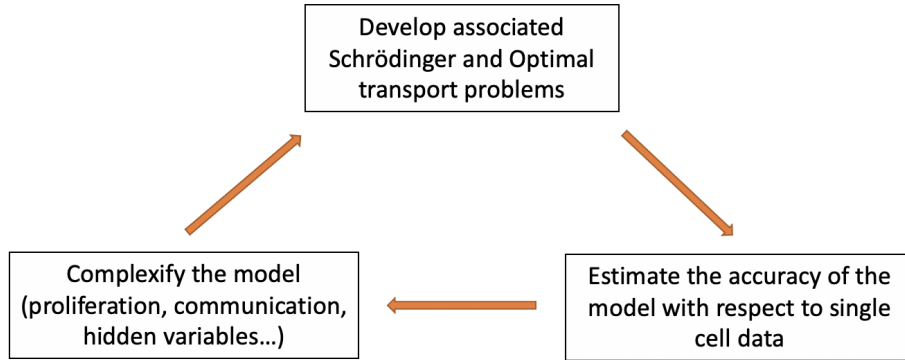 Develop associated
Schrödinger and Optimal
transport problems
Complexify the model
(proliferation, communication,
hidden variables…)
Estimate the accuracy of the
model with respect to single
cell data